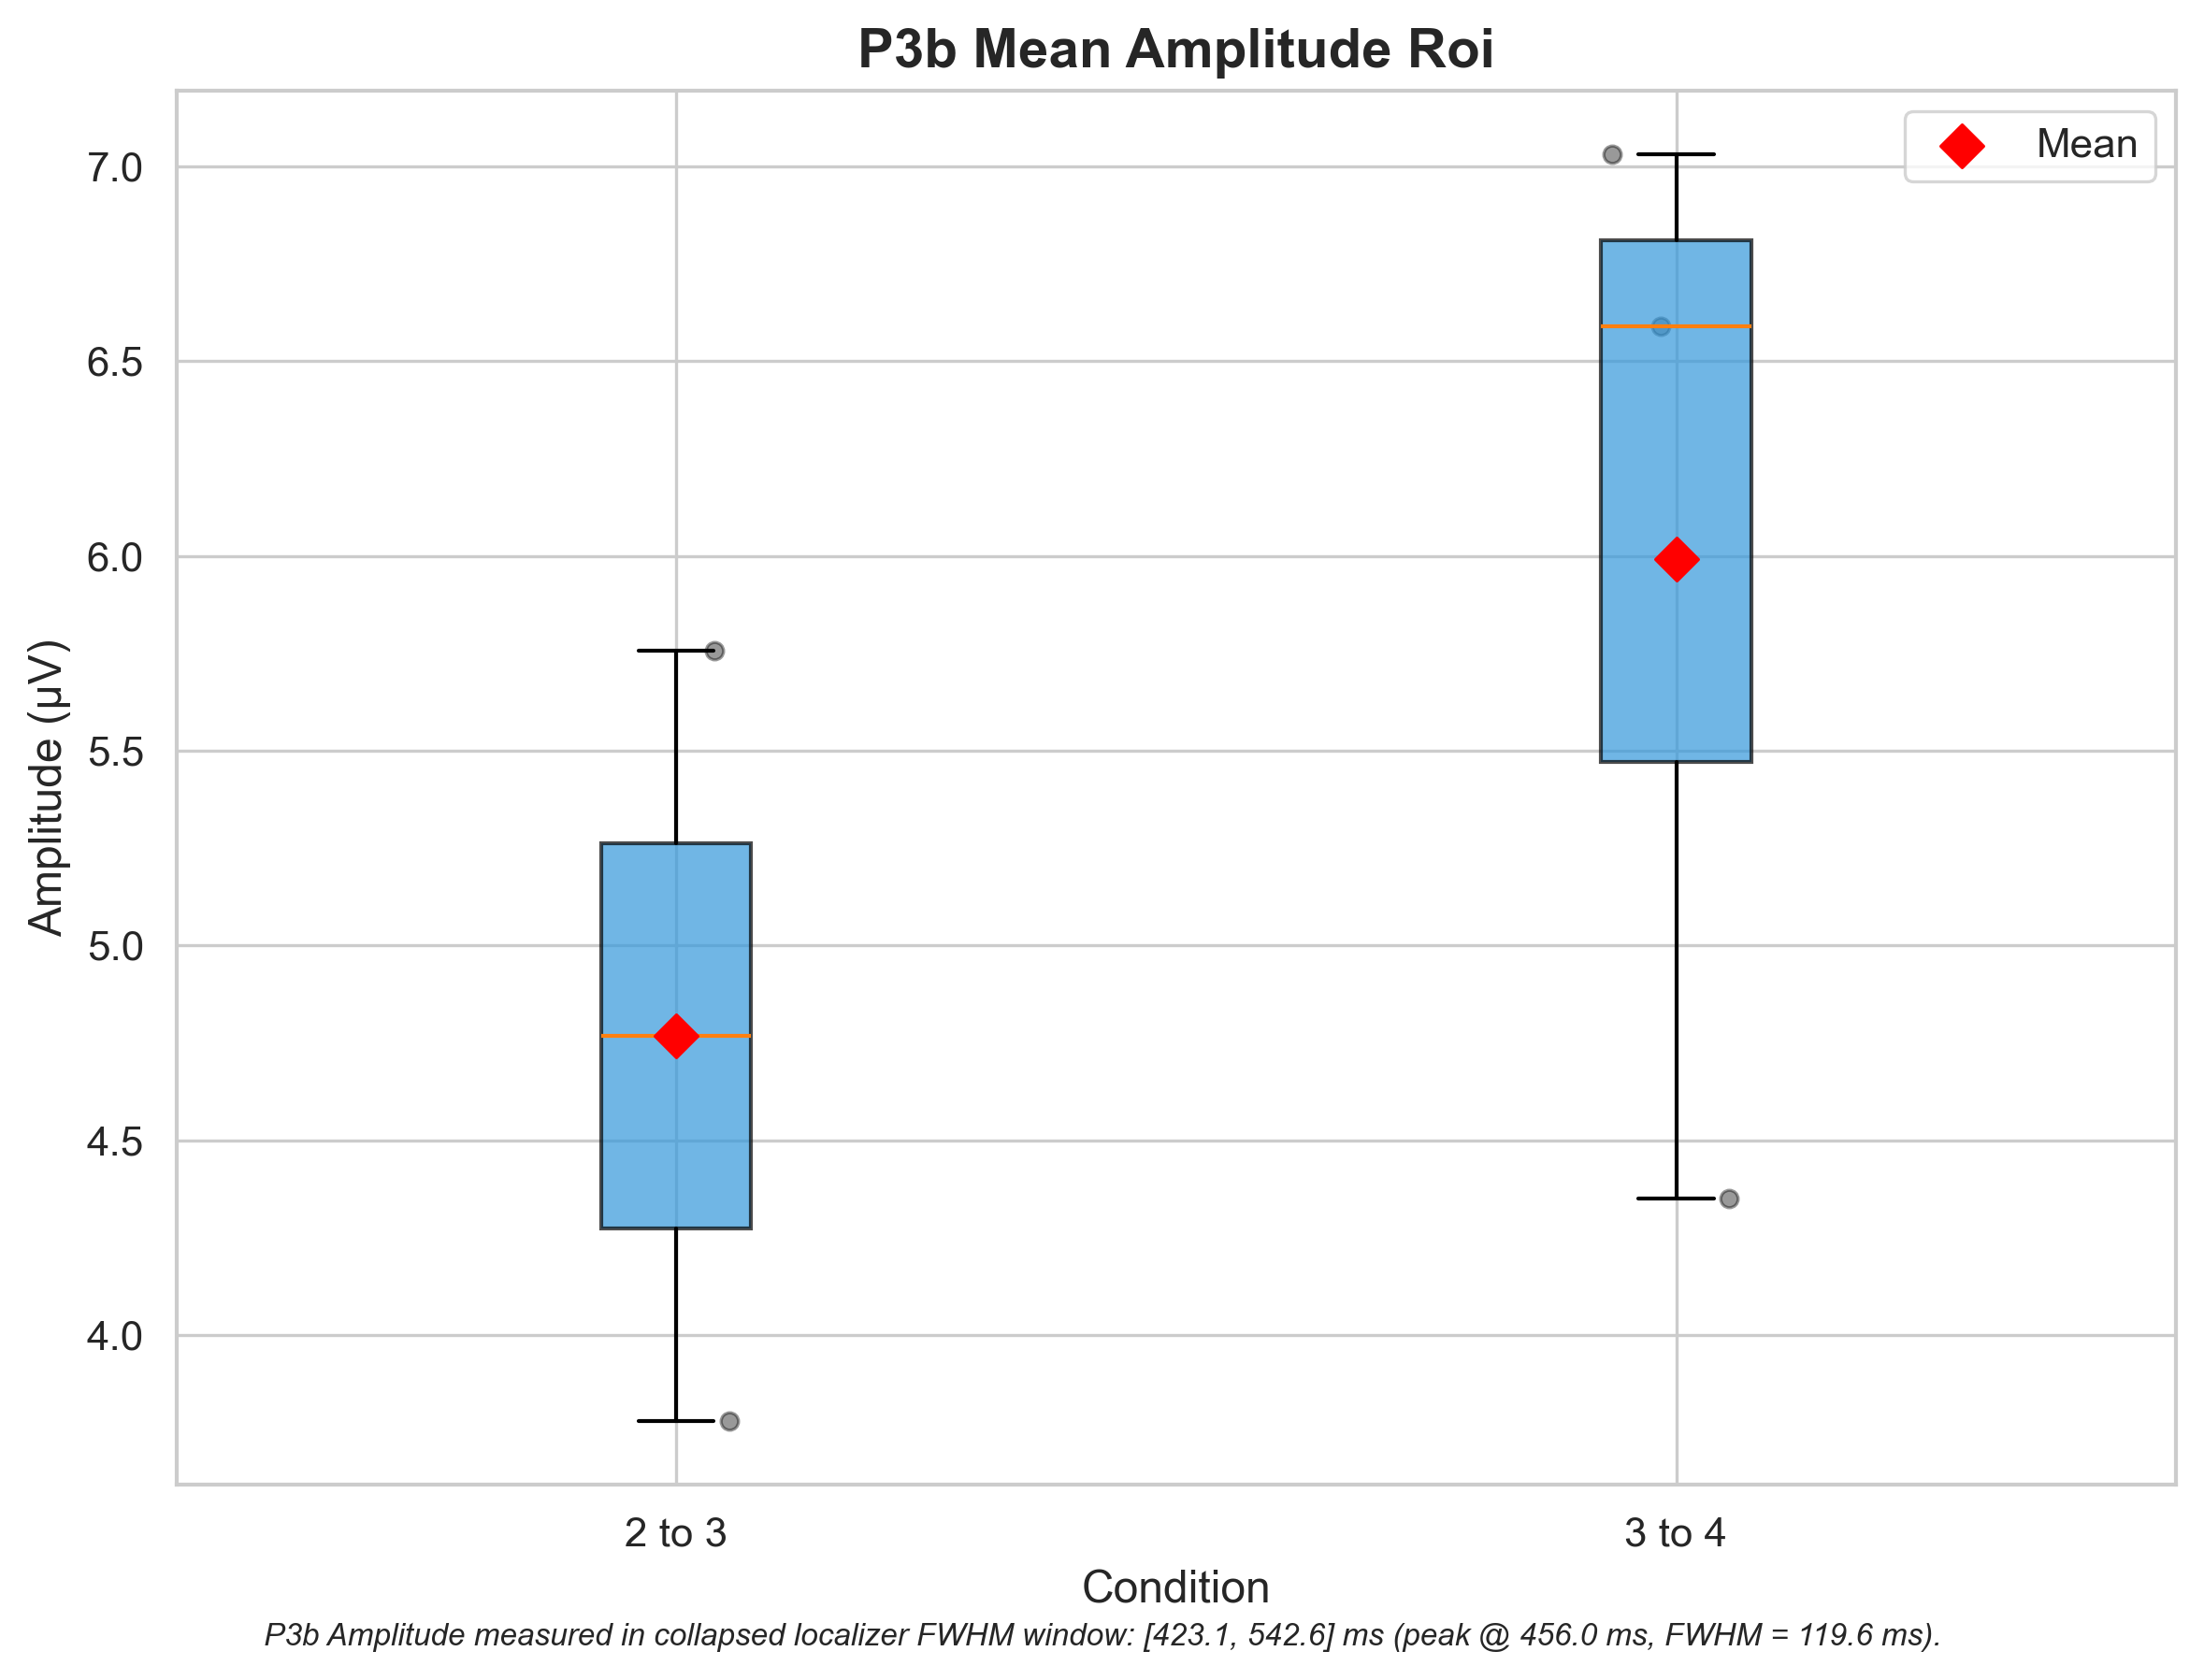 P3b Mean Amplitude Roi
Mean
7.0
6.5
6.0
5.5
5.0
4.5
4.0
Amplitude (µV)
2 to 3
3 to 4
Condition
P3b Amplitude measured in collapsed localizer FWHM window: [423.1, 542.6] ms (peak @ 456.0 ms, FWHM = 119.6 ms).